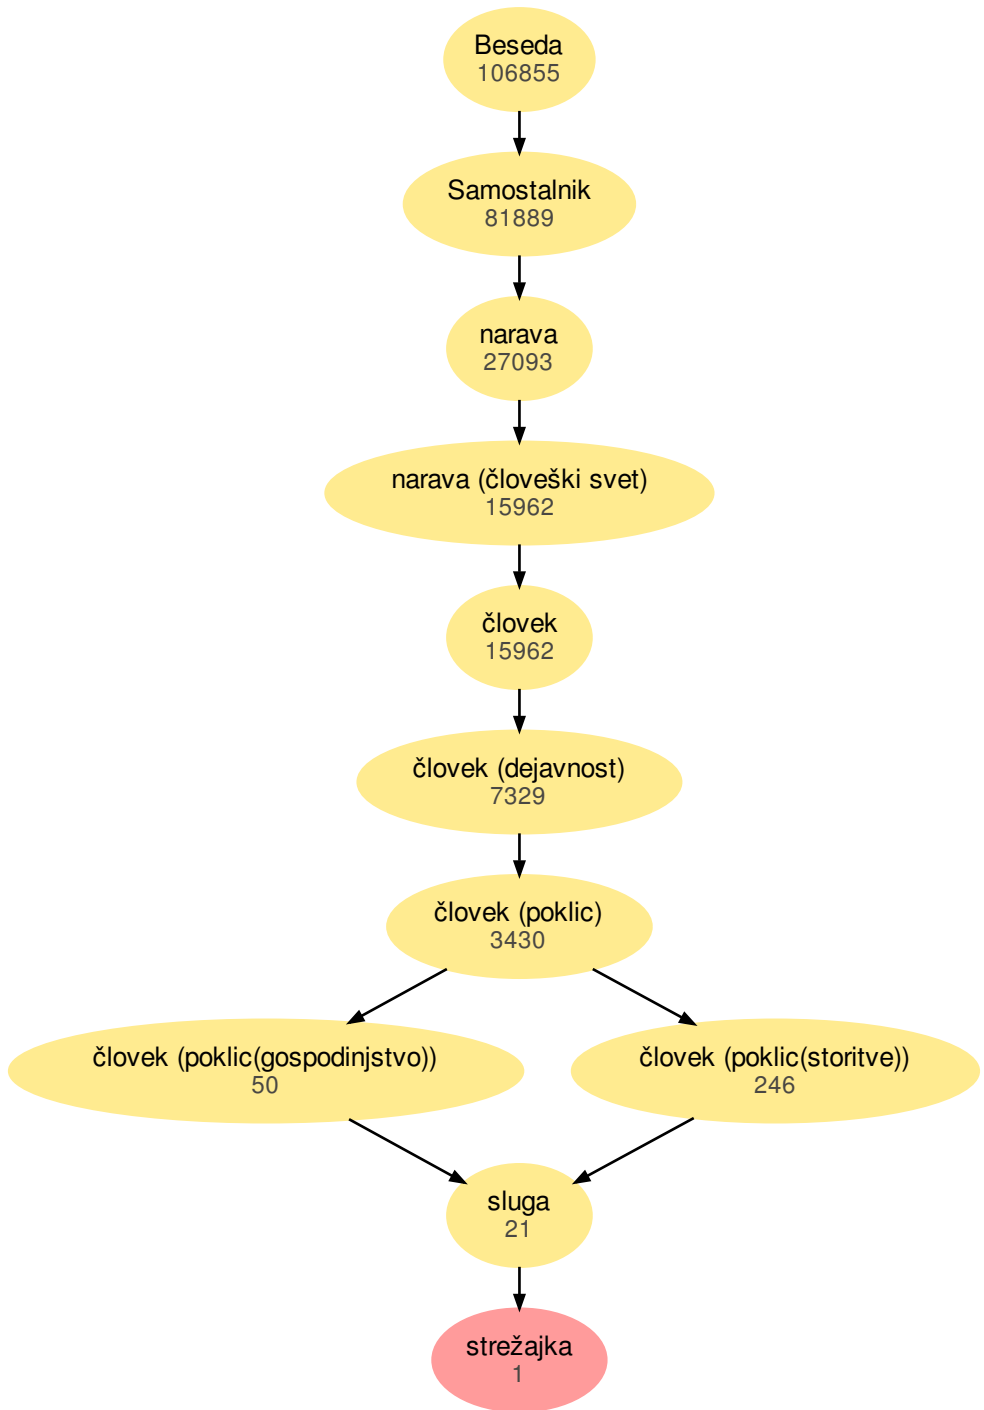 Beseda
106855
Samostalnik
81889
narava
27093
narava (človeški svet)
15962
človek
15962
človek (dejavnost)
7329
človek (poklic)
3430
človek (poklic(gospodinjstvo))
50
človek (poklic(storitve))
246
sluga
21
strežajka
1